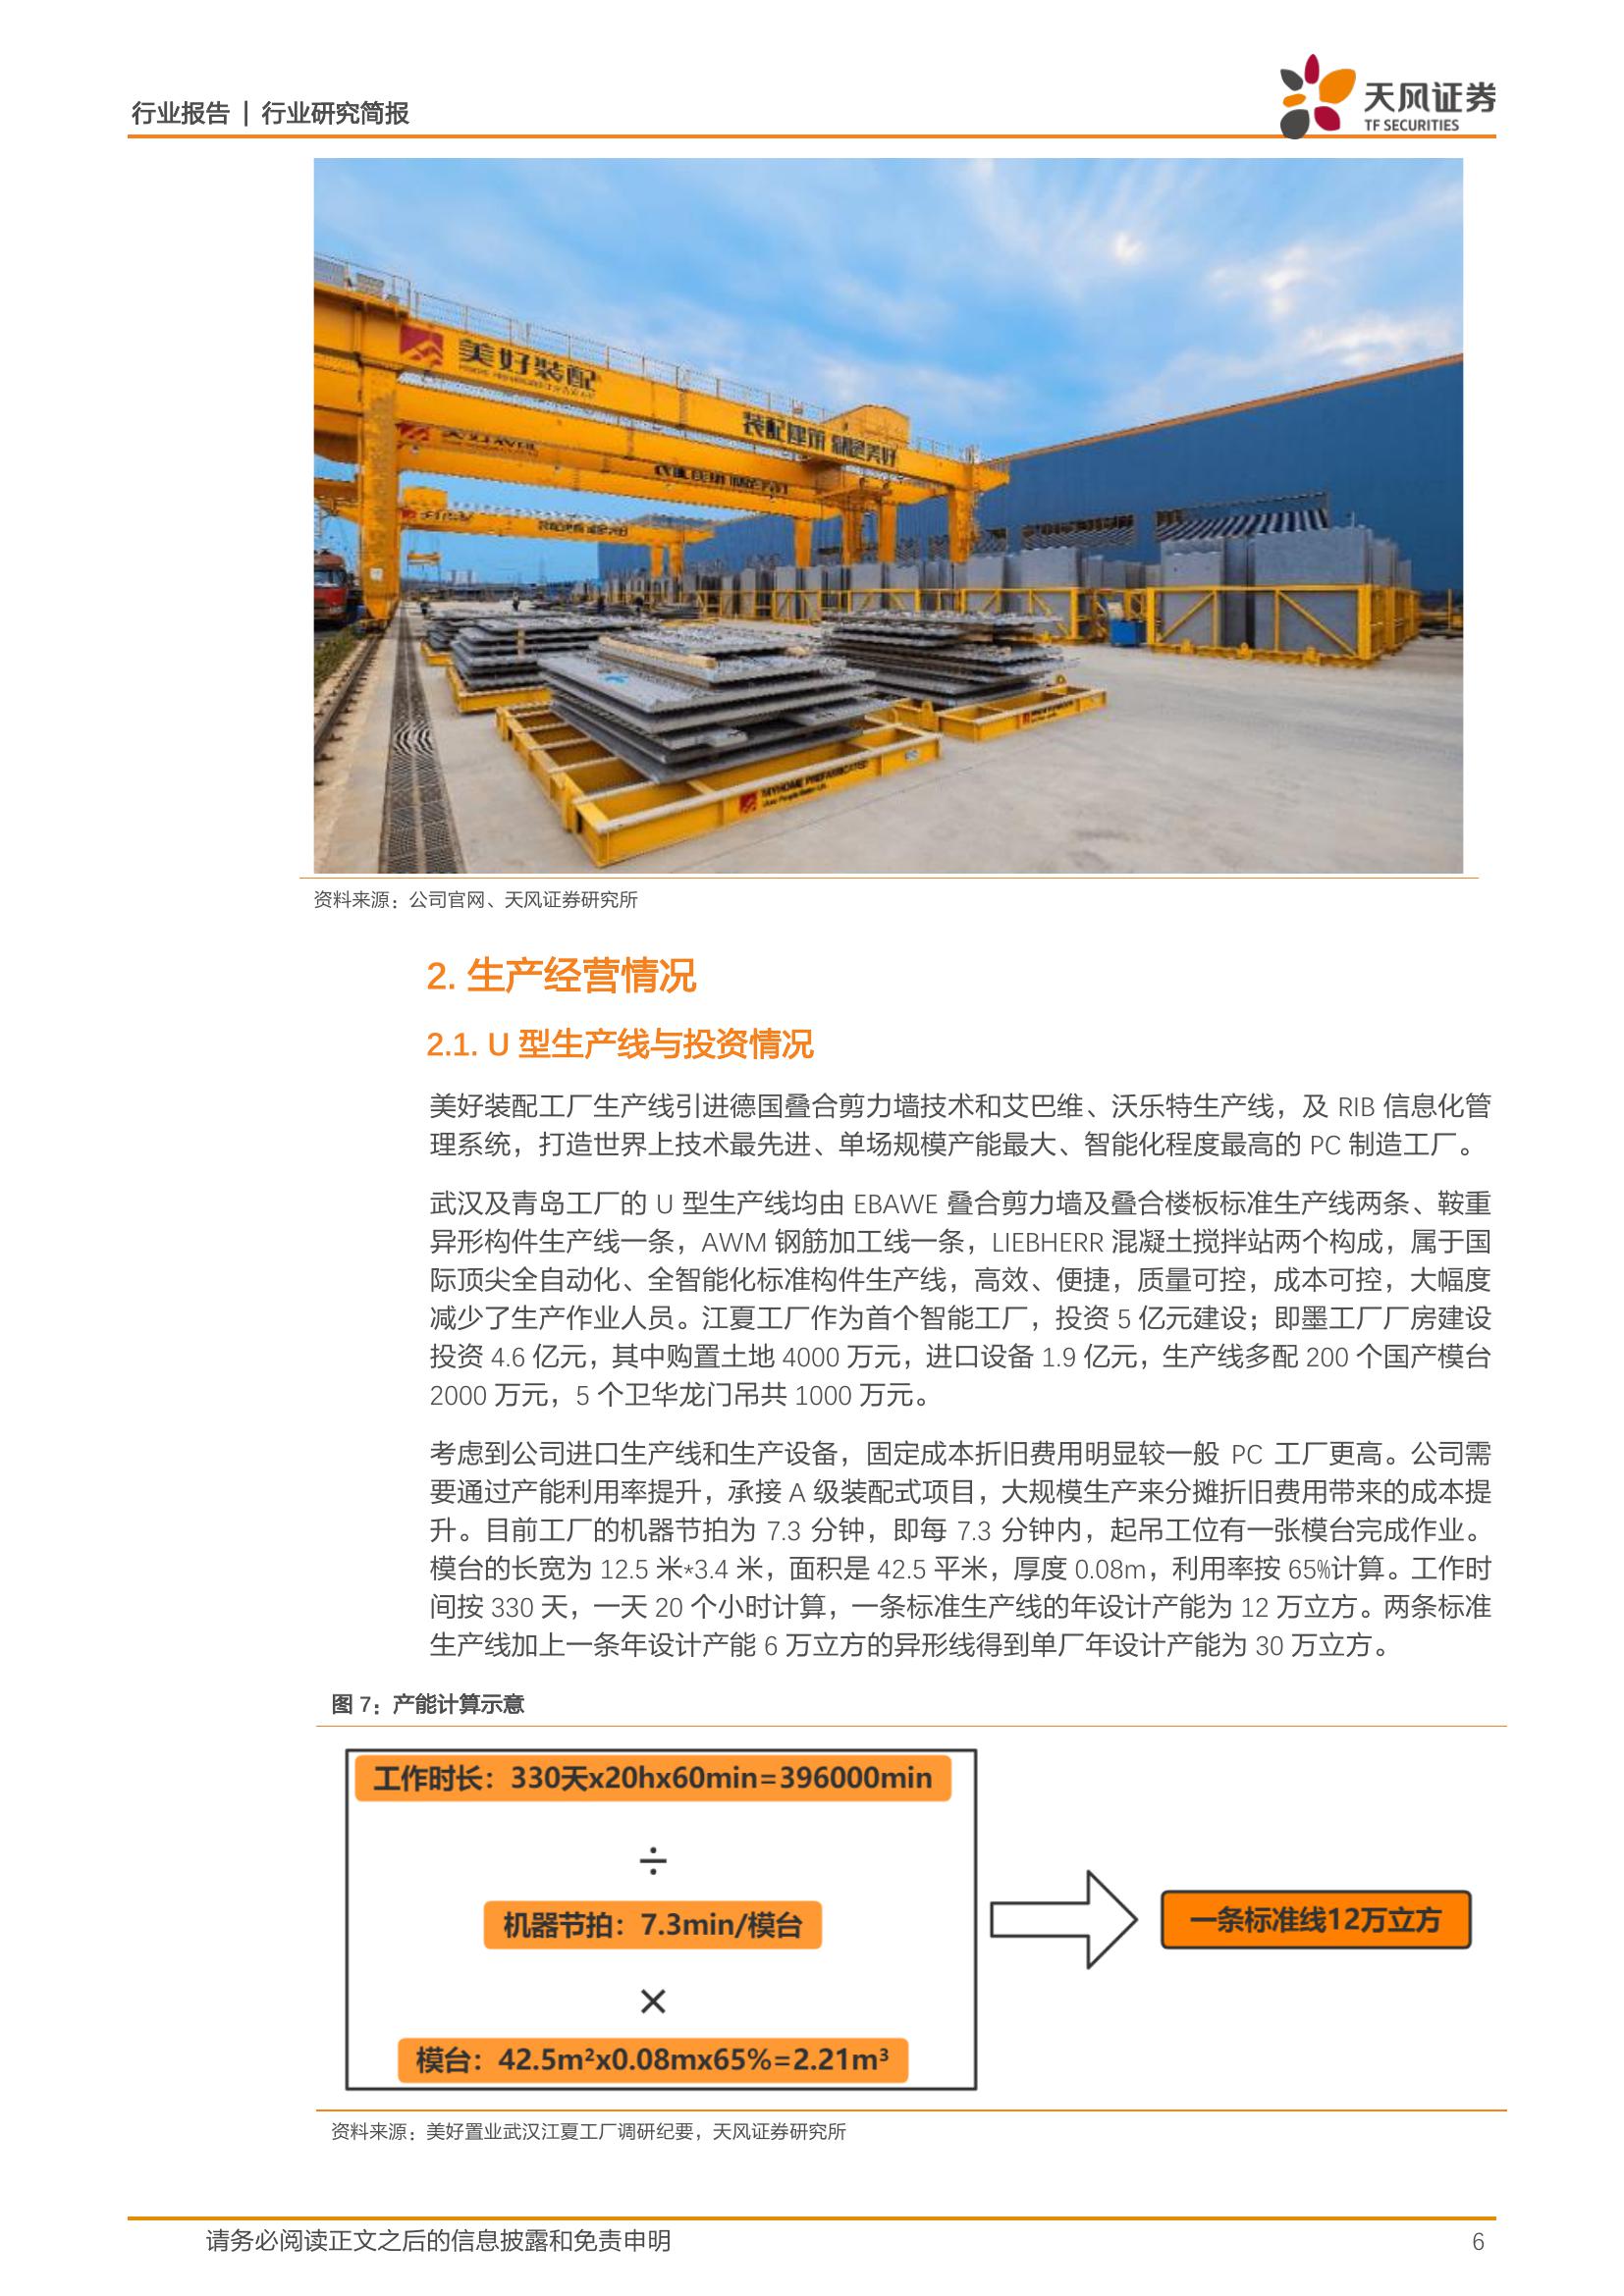 行业报告 | 行业研究简报
天风证券
TF SECURITIES
美好装配
装配建筑 制造美好
资料来源：公司官网、天风证券研究所
2. 生产经营情况
2.1. U 型生产线与投资情况
美好装配工厂生产线引进德国叠合剪力墙技术和艾巴维、沃乐特生产线，及 RIB 信息化管
理系统，打造世界上技术最先进、单场规模产能最大、智能化程度最高的 PC 制造工厂。
武汉及青岛工厂的 U 型生产线均由 EBAWE 叠合剪力墙及叠合楼板标准生产线两条、鞍重
异形构件生产线一条，AWM 钢筋加工线一条，LIEBHERR 混凝土搅拌站两个构成，属于国
际顶尖全自动化、全智能化标准构件生产线，高效、便捷，质量可控，成本可控，大幅度
减少了生产作业人员。江夏工厂作为首个智能工厂，投资 5 亿元建设；即墨工厂厂房建设
投资 4.6 亿元，其中购置土地 4000 万元，进口设备 1.9 亿元，生产线多配 200 个国产模台
2000 万元，5 个卫华龙门吊共 1000 万元。
考虑到公司进口生产线和生产设备，固定成本折旧费用明显较一般 PC 工厂更高。公司需
要通过产能利用率提升，承接 A 级装配式项目，大规模生产来分摊折旧费用带来的成本提
升。目前工厂的机器节拍为 7.3 分钟，即每 7.3 分钟内，起吊工位有一张模台完成作业。
模台的长宽为 12.5 米*3.4 米，面积是 42.5 平米，厚度 0.08m，利用率按 65%计算。工作时
间按 330 天，一天 20 个小时计算，一条标准生产线的年设计产能为 12 万立方。两条标准
生产线加上一条年设计产能 6 万立方的异形线得到单厂年设计产能为 30 万立方。
图 7：产能计算示意
工作时长：330天x20hx60min=396000min
÷
机器节拍：7.3min/模台
×
模台：42.5m²x0.08mx65%=2.21m³
一条标准线12万立方
资料来源：美好置业武汉江夏工厂调研纪要，天风证券研究所
请务必阅读正文之后的信息披露和免责申明
6